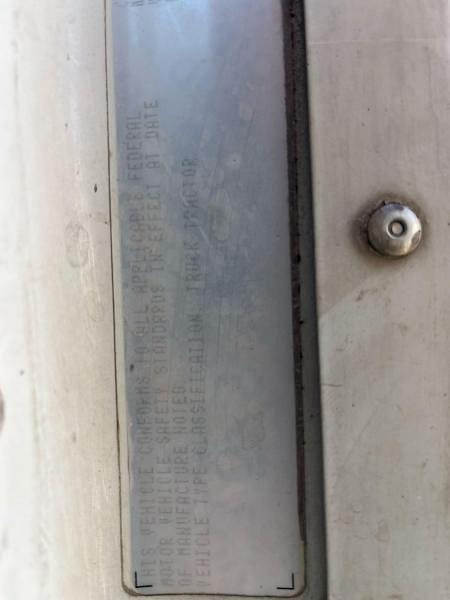 THIS VEHICLE CONFORMS TO ALL APPLICABLE FEDERAL
MOTOR VEHICLE SAFETY STANDARDS IN EFFECT AT DATE
OF MANUFACTURE NOTED
VEHICLE TYPE CLASSIFICATION: TRUCK TRACTOR